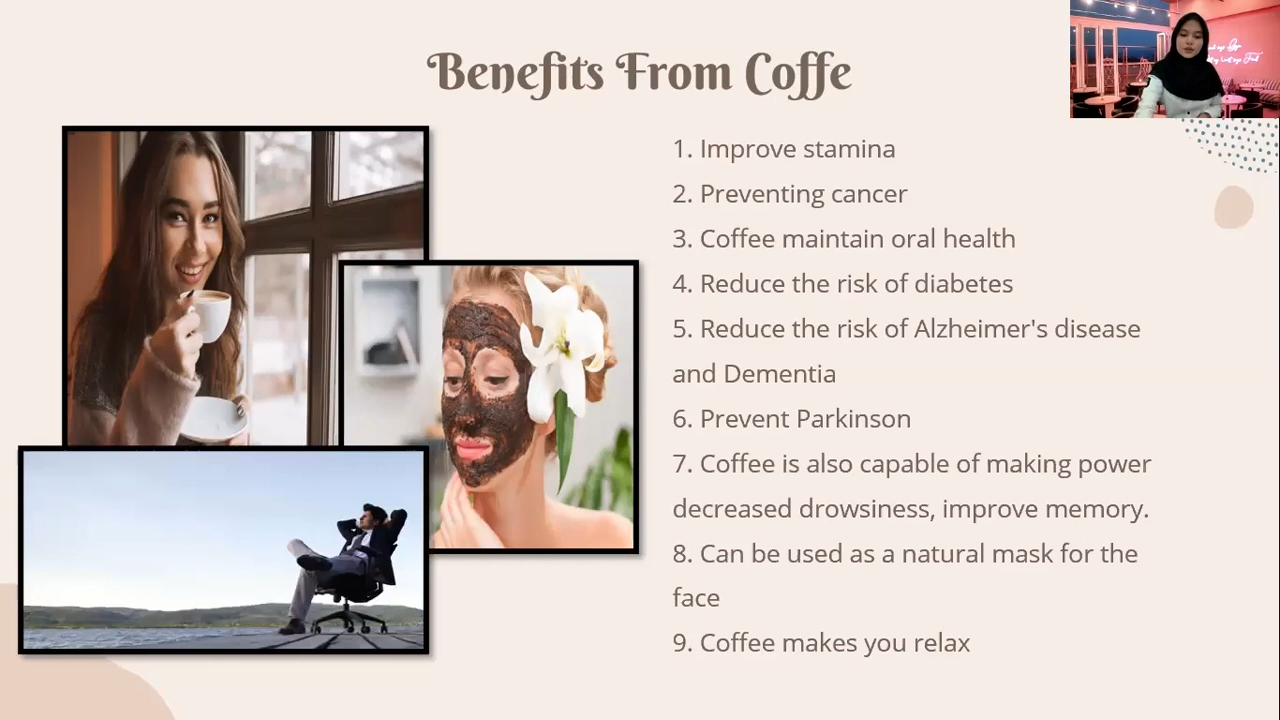 Benefits From Coffe
1. Improve stamina
2. Preventing cancer
3. Coffee maintain oral health
4. Reduce the risk of diabetes
5. Reduce the risk of Alzheimer's disease
and Dementia
6. Prevent Parkinson
7. Coffee is also capable of making power
decreased drowsiness, improve memory.
8. Can be used as a natural mask for the
face
9. Coffee makes you relax